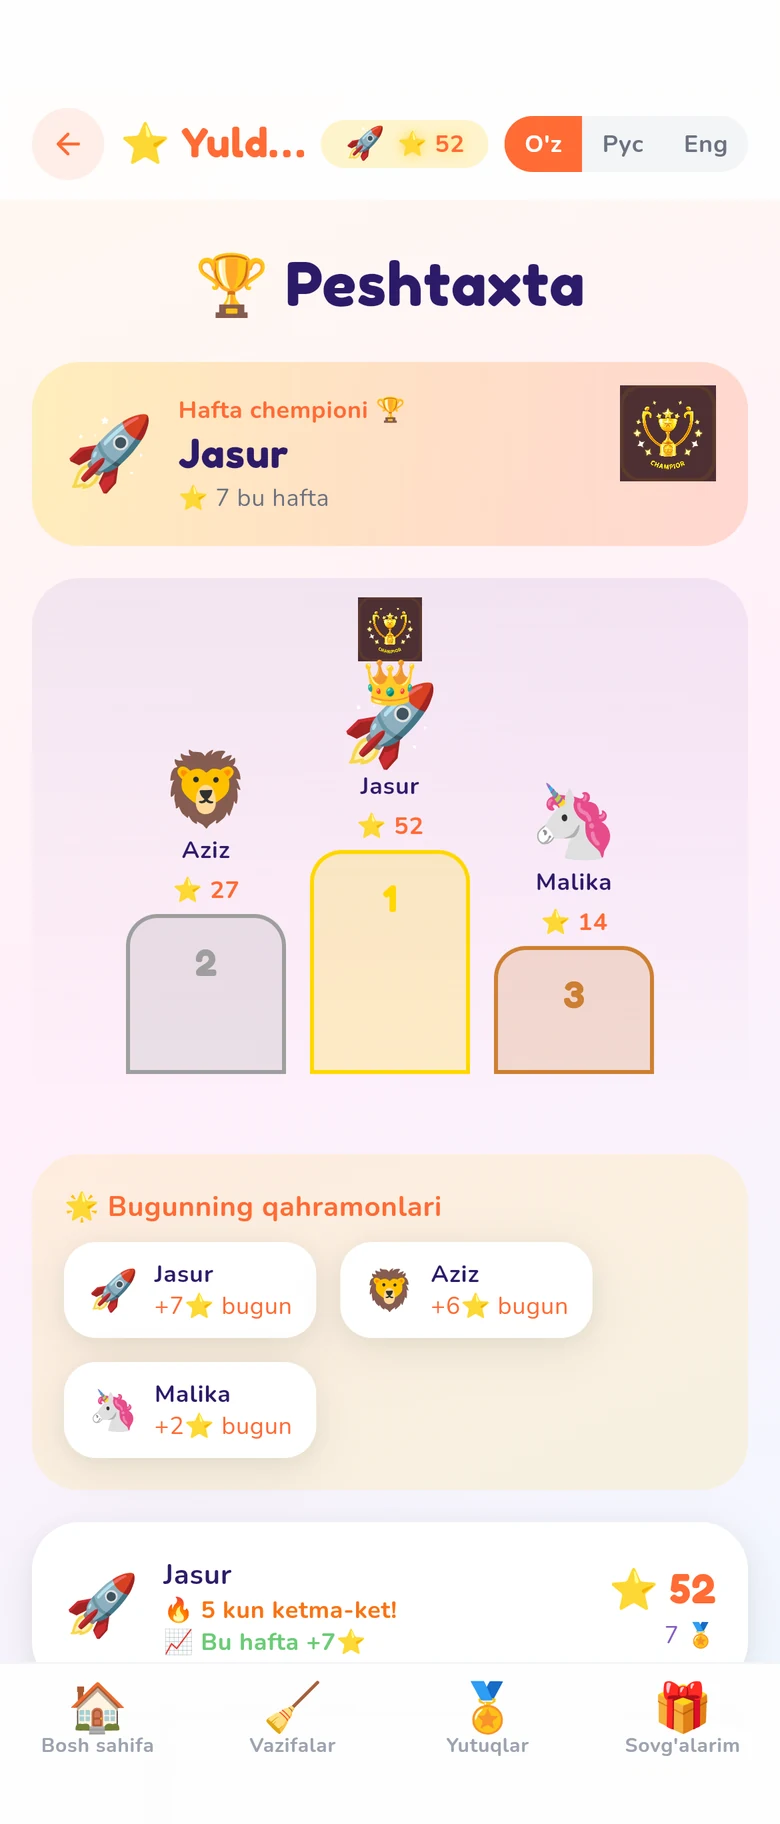 Yuld...
52
O'z
Рус
Eng
Peshtaxta
Hafta chempioni
Jasur
7 bu hafta
CHAMPIOR
CHAMPIOR
Jasur
52
Aziz
27
Malika
14
1
2
3
Bugunning qahramonlari
Jasur
+7 bugun
Aziz
+6 bugun
Malika
+2 bugun
Jasur
5 kun ketma-ket!
Bu hafta +7
52
7
Bosh sahifa
Vazifalar
Yutuqlar
Sovg'alarim